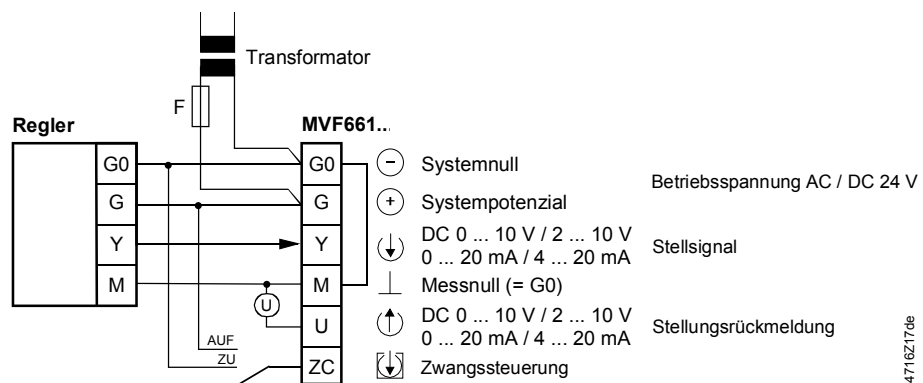 Transformator
F
Regler
MVF661...
G0
G0
Systemnull
Betriebsspannung AC / DC 24 V
G
G
Systempotenzial
Y
Y
DC 0 ... 10 V / 2 ... 10 V
0 ... 20 mA / 4 ... 20 mA
Stellsignal
M
M
Messnull (= G0)
U
U
DC 0 ... 10 V / 2 ... 10 V
0 ... 20 mA / 4 ... 20 mA
Stellungsrückmeldung
AUF
ZU
ZC
Zwangssteuerung
4716Z17de